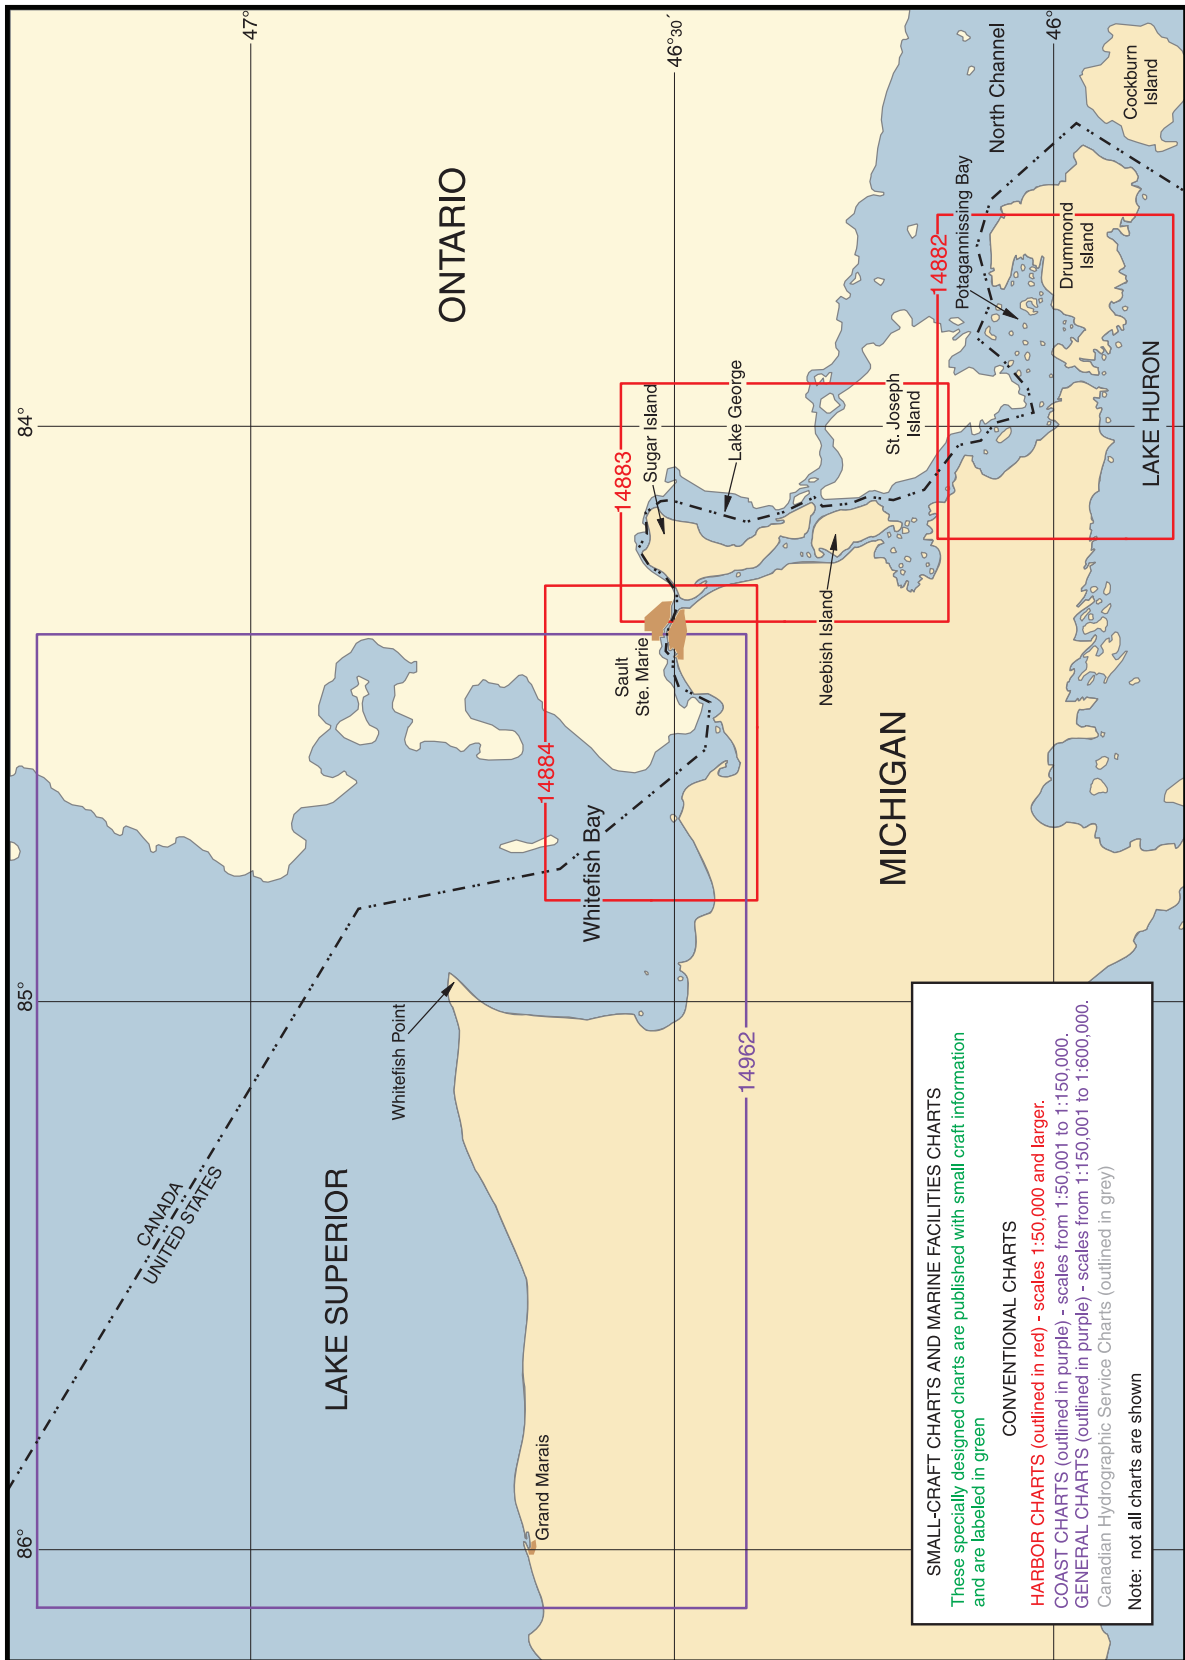 86°
85°
84°
47°
46°30´
46°
CANADA
UNITED STATES
LAKE SUPERIOR
ONTARIO
Whitefish Point
Whitefish Bay
Grand Marais
14962
14884
14883
14882
Sault
Ste. Marie
Sugar Island
Lake George
St. Joseph
Island
Neebish Island
MICHIGAN
North Channel
Potagannissing Bay
Drummond
Island
Cockburn
Island
LAKE HURON
SMALL-CRAFT CHARTS AND MARINE FACILITIES CHARTS
These specially designed charts are published with small craft information
and are labeled in green
CONVENTIONAL CHARTS
HARBOR CHARTS (outlined in red) - scales 1:50,000 and larger.
COAST CHARTS (outlined in purple) - scales from 1:50,001 to 1:150,000.
GENERAL CHARTS (outlined in purple) - scales from 1:150,001 to 1:600,000.
Canadian Hydrographic Service Charts (outlined in grey)
Note: not all charts are shown